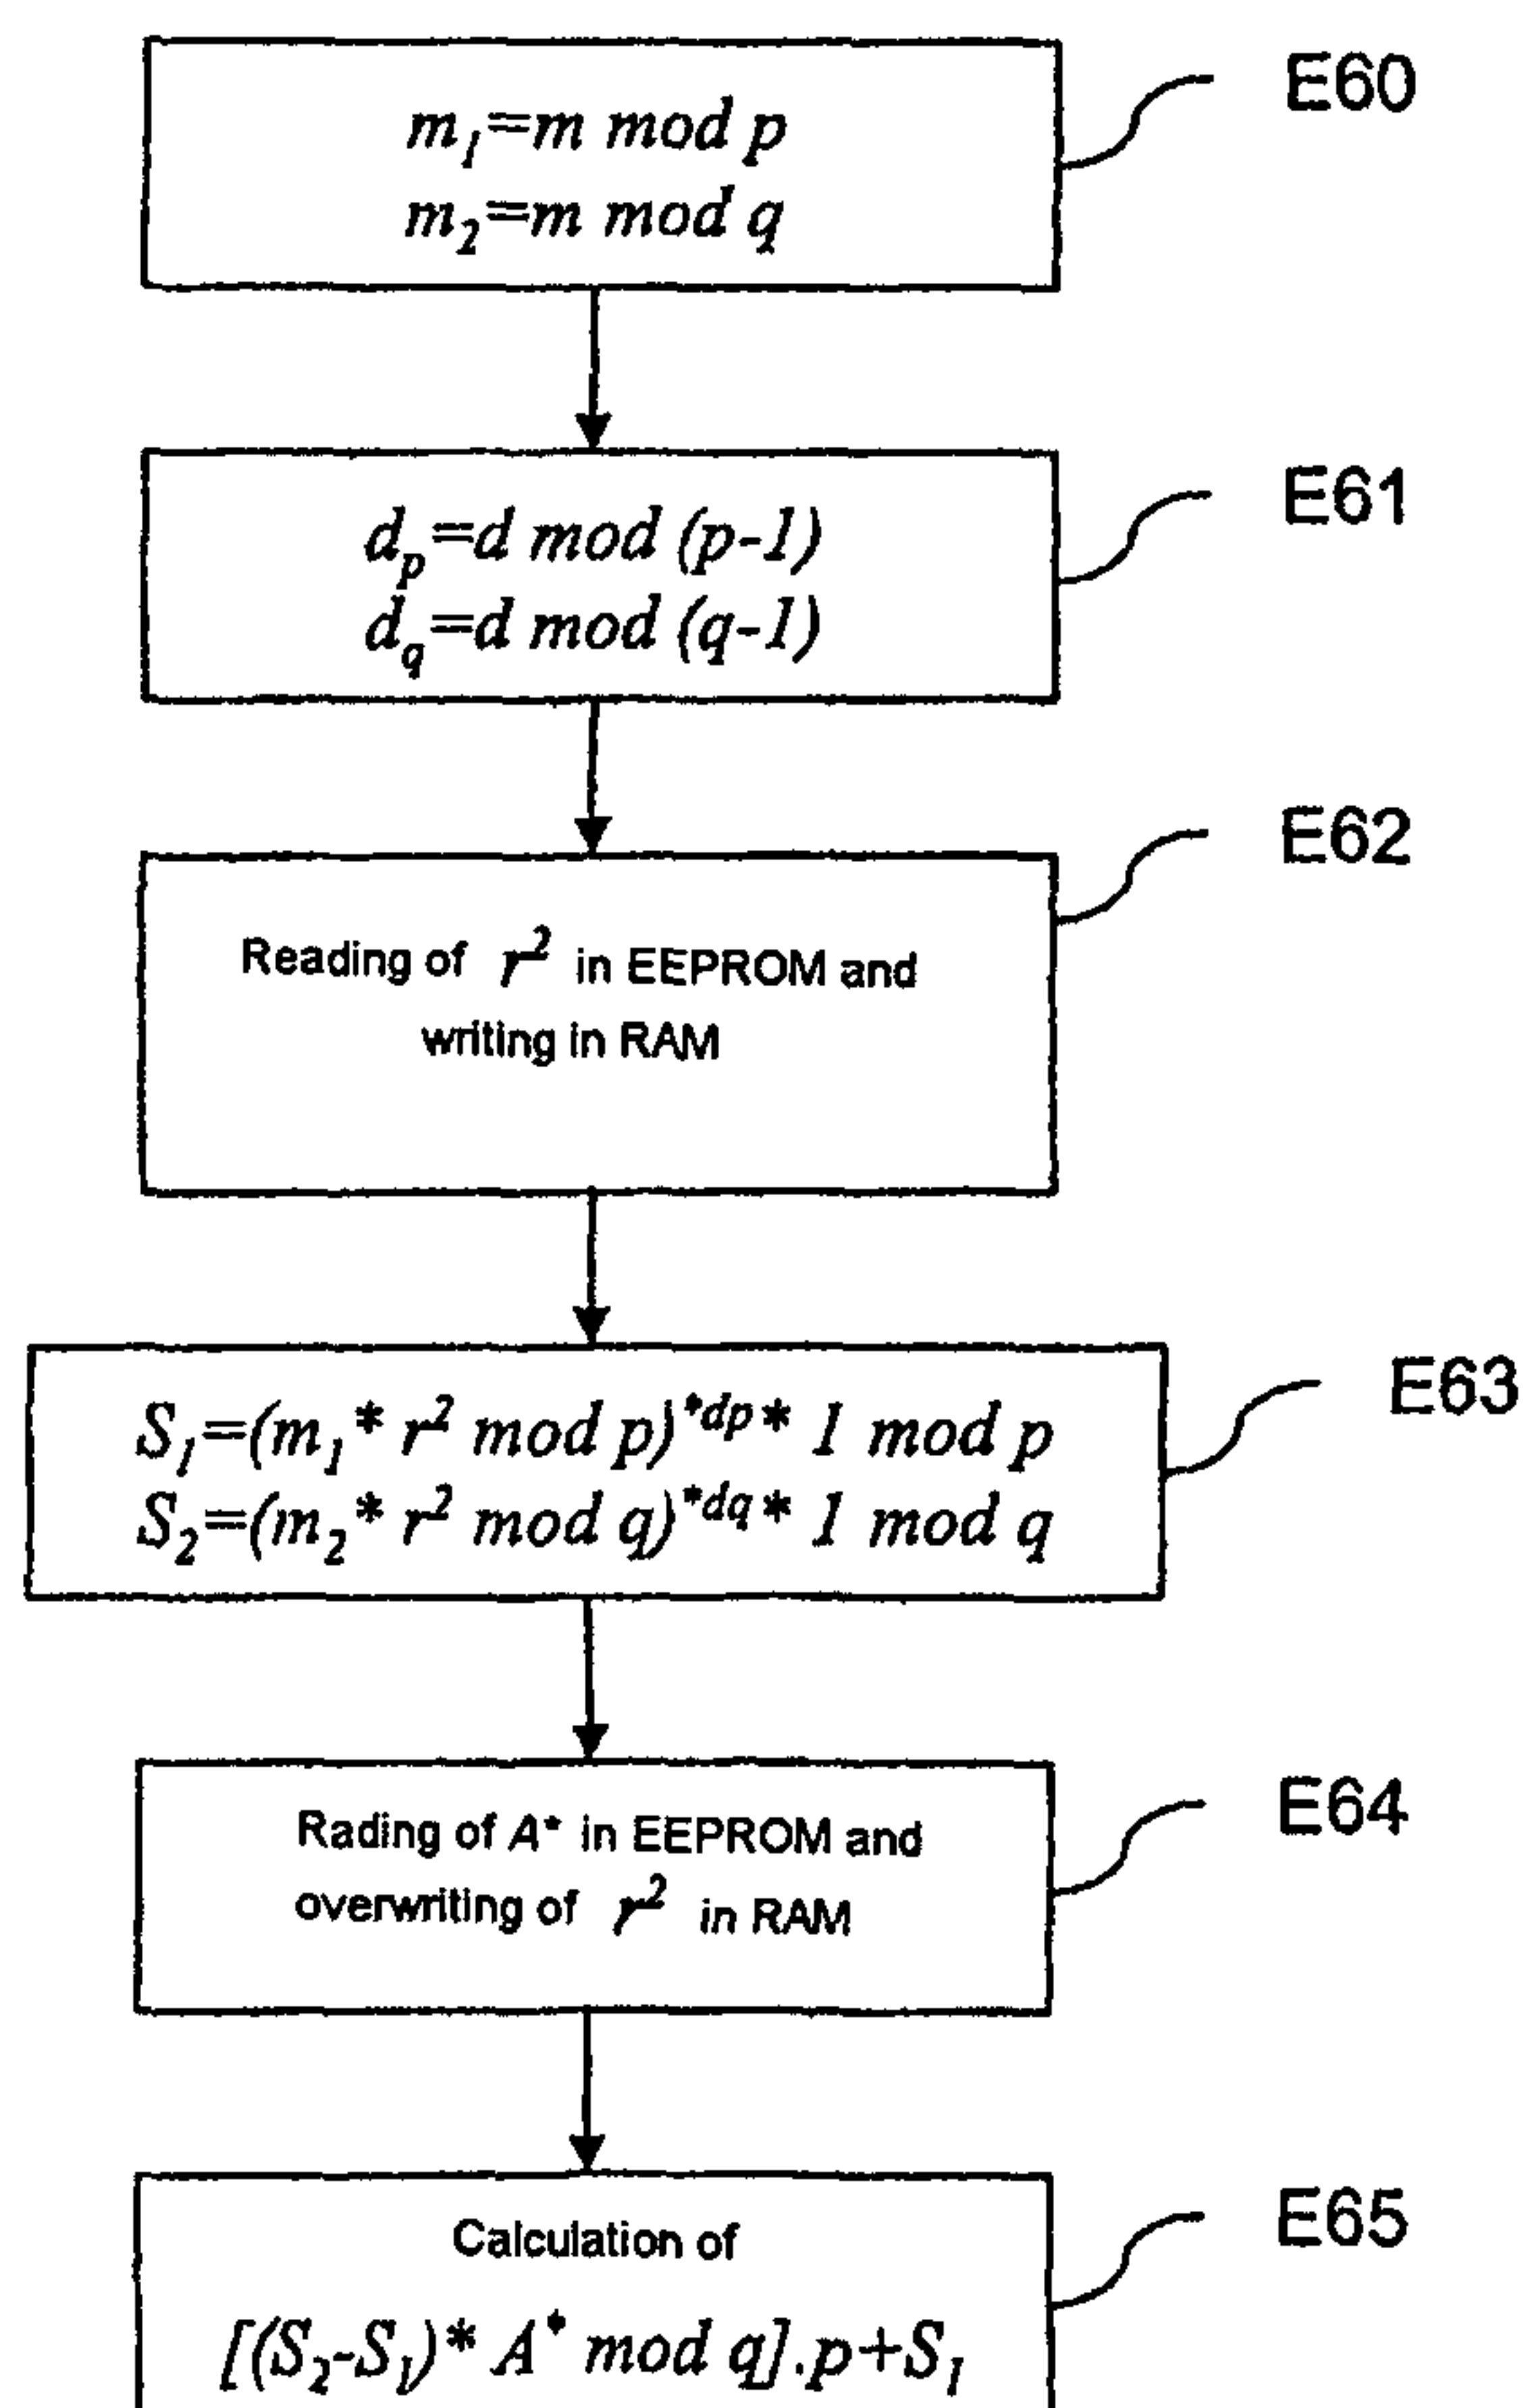 m₁=m mod p
E60
m₂=m mod q
d_p=d mod (p-1)
E61
d_q=d mod (q-1)
E62
Reading of r² in EEPROM and
writing in RAM
E63
S₁=(m₁* r² mod p)^*dp* 1 mod p
S₂=(m₂* r² mod q)^*dq* 1 mod q
E64
Rading of A* in EEPROM and
overwriting of r² in RAM
E65
Calculation of
[(S₂-S₁)* A* mod q].p+S₁